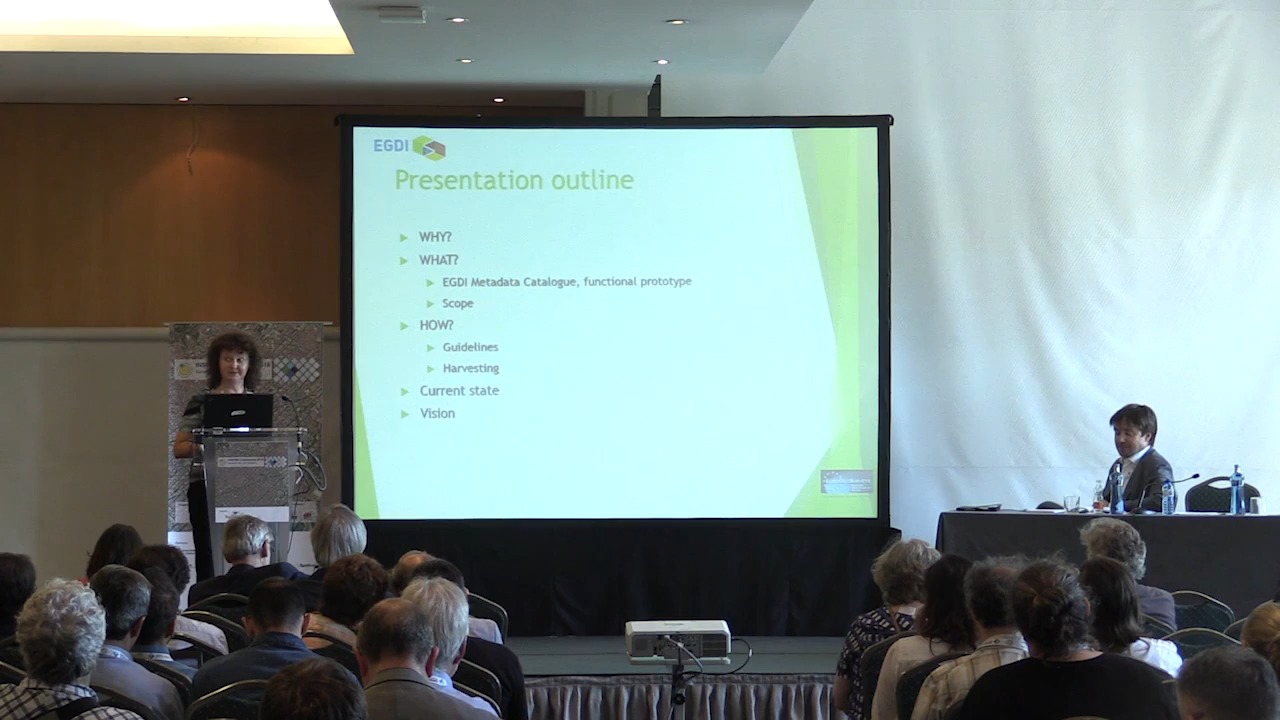 EGDI
Presentation outline
WHY?
WHAT?
EGDI Metadata Catalogue, functional prototype
Scope
HOW?
Guidelines
Harvesting
Current state
Vision